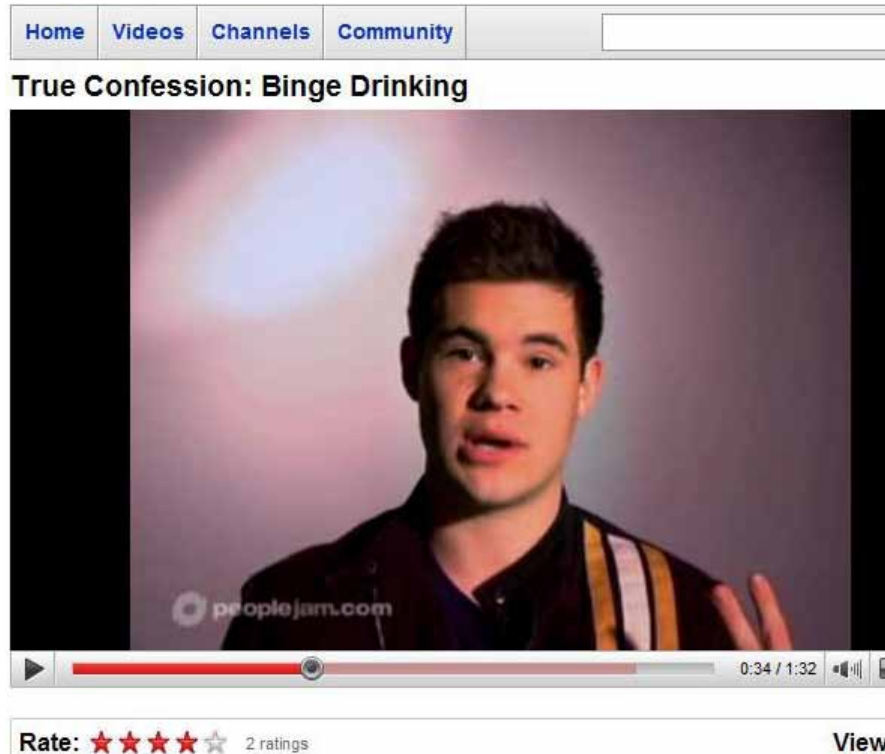 Home Videos Channels Community
True Confession: Binge Drinking
peoplejam.com
0:34 / 1:32
Rate: 2 ratings
View